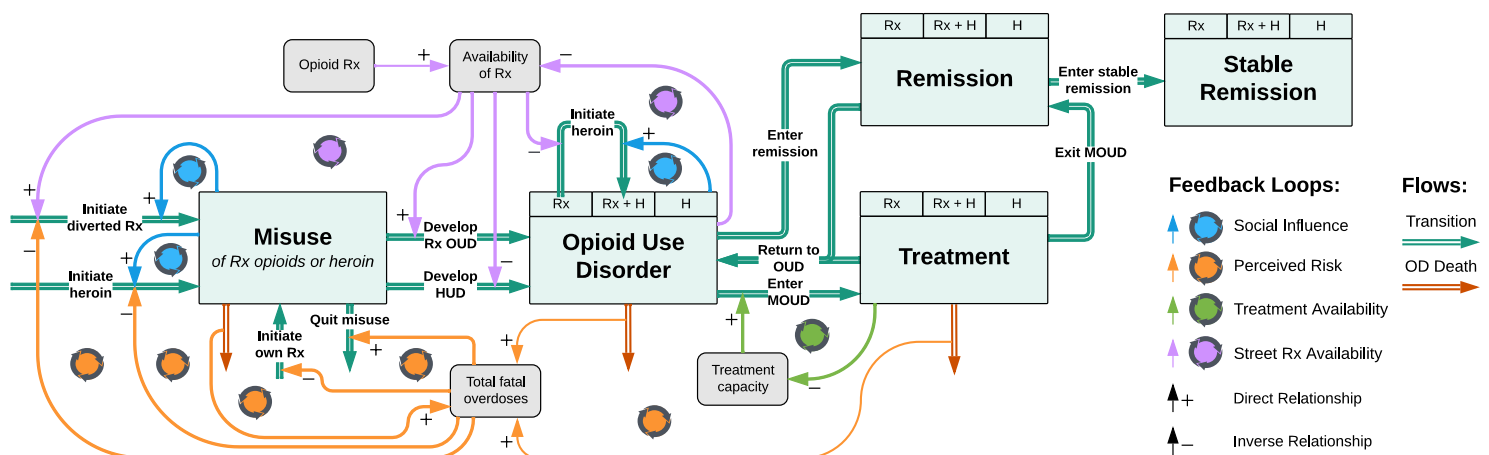 Rx
Rx + H
H
Rx
Rx + H
H
Opioid Rx
+
Availability
of Rx
−
Remission
Enter stable
remission
Stable
Remission
Initiate
heroin
+
−
Enter
remission
Exit MOUD
+
+
Initiate
diverted Rx
−
+
Initiate
heroin
−
Misuse
of Rx opioids or heroin
+
Develop
Rx OUD
−
Develop
HUD
Rx
Rx + H
H
Opioid Use
Disorder
Return to
OUD
Enter
MOUD
Rx
Rx + H
H
Treatment
Quit misuse
+
Initiate
own Rx
−
+
Total fatal
overdoses
+
+
+
Treatment
capacity
−
Feedback Loops:
Social Influence
Perceived Risk
Treatment Availability
Street Rx Availability
+ Direct Relationship
− Inverse Relationship
Flows:
Transition
OD Death